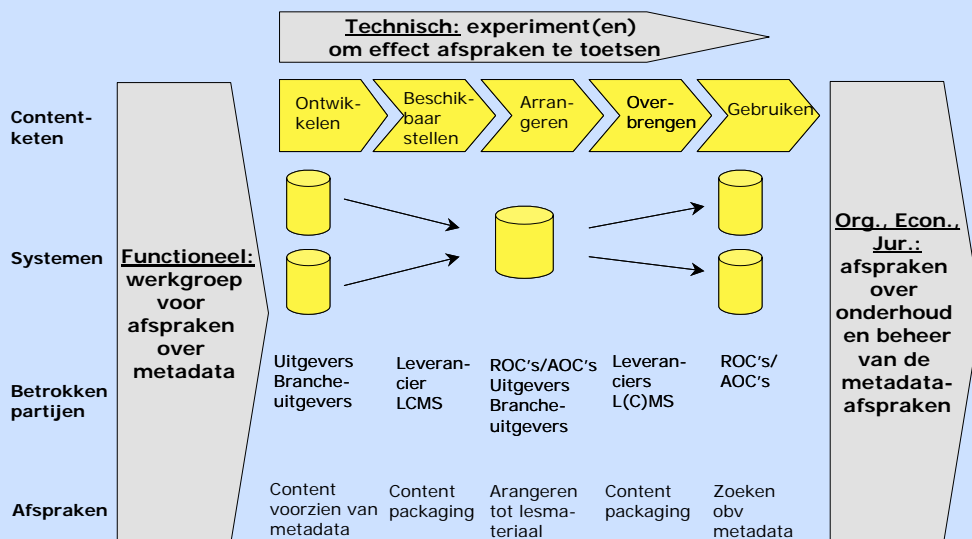 Technisch: experiment(en)
om effect afspraken te toetsen
Content-
keten
Ontwik-
kelen
Beschik-
baar
stellen
Arran-
geren
Over-
brengen
Gebruiken
Systemen
Functioneel:
werkgroep
voor
afspraken
over
metadata
Org., Econ.,
Jur.:
afspraken
over
onderhoud
en beheer
van de
metadata-
afspraken
Betrokken
partijen
Uitgevers
Branche-
uitgevers
Leveran-
cier
LCMS
ROC's/AOC's
Uitgevers
Branche-
uitgevers
Leveran-
ciers
L(C)MS
ROC's/
AOC's
Afspraken
Content
voorzien van
metadata
Content
packaging
Arangeren
tot lesma-
teriaal
Content
packaging
Zoeken
obv
metadata